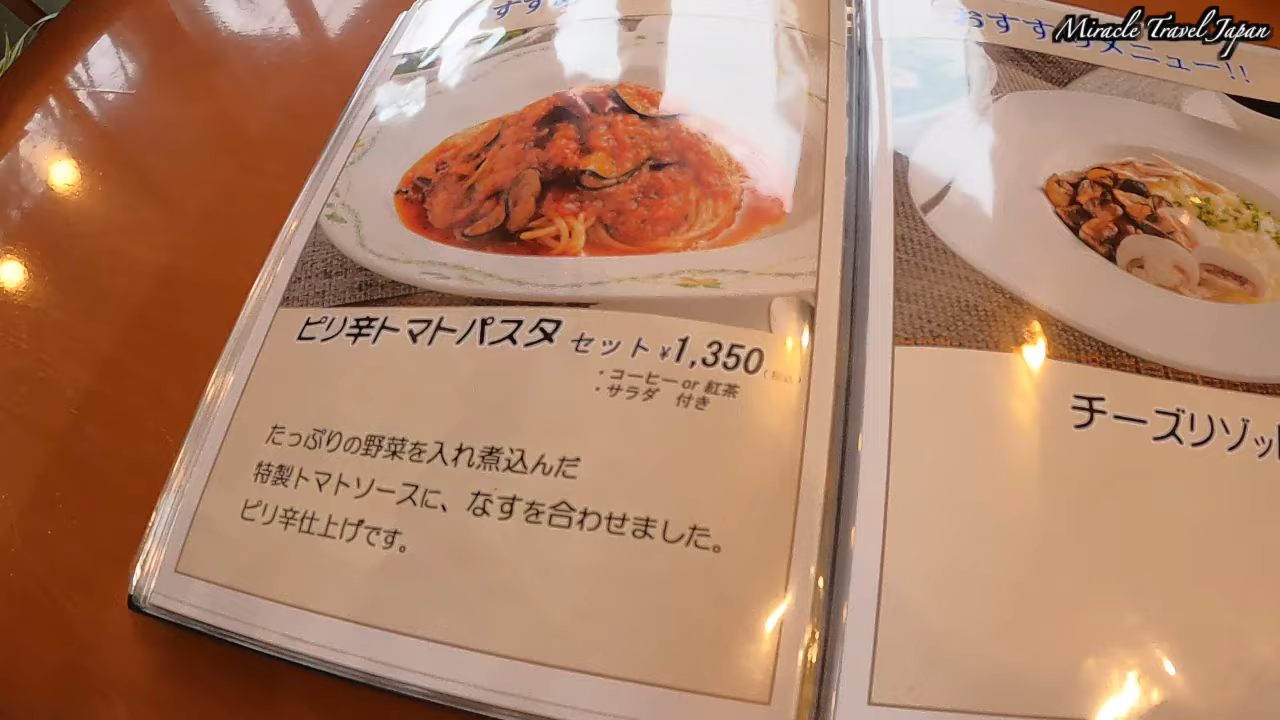 ピリ辛トマトパスタ セット ¥1,350
・コーヒー or 紅茶
・サラダ 付き
たっぷりの野菜を入れ煮込んだ
特製トマトソースに、なすを合わせました。
ピリ辛仕上げです。
Miracle Travel Japan
おすすめメニュー!!
チーズリゾッ